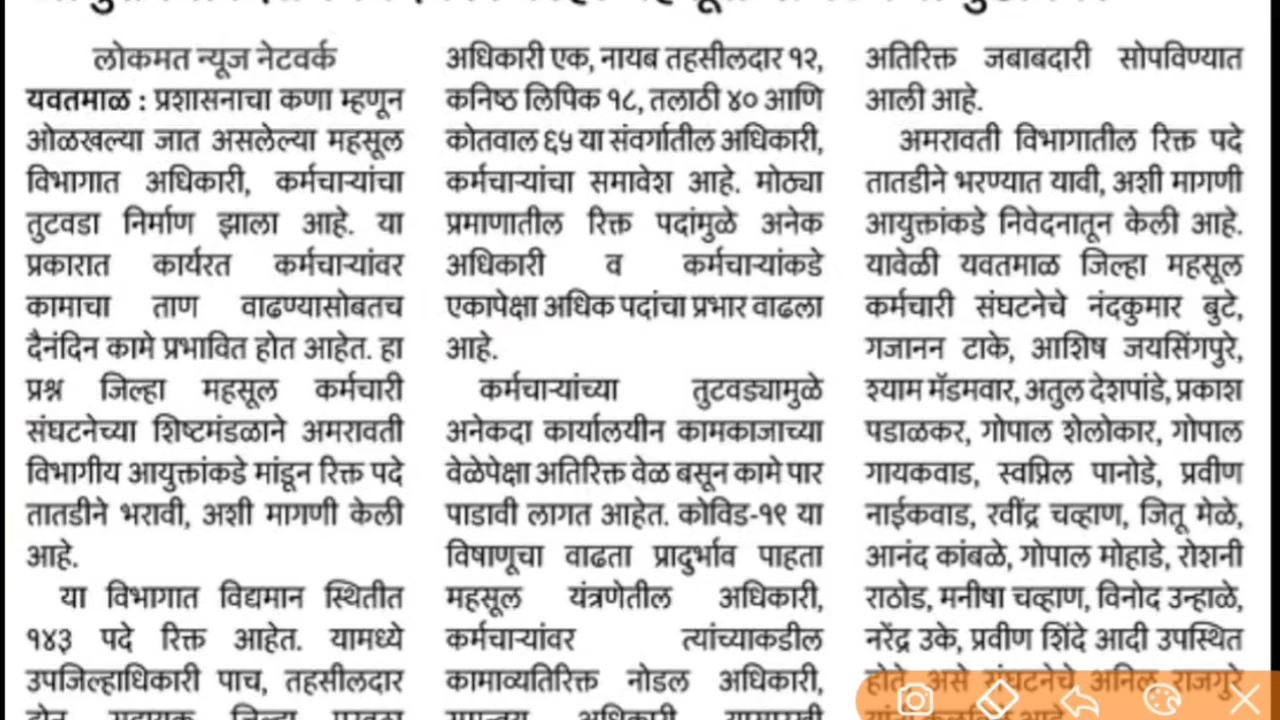 लोकमत न्यूज नेटवर्क
यवतमाळ : प्रशासनाचा कणा म्हणून
ओळखल्या जात असलेल्या महसूल
विभागात अधिकारी, कर्मचाऱ्यांचा
तुटवडा निर्माण झाला आहे. या
प्रकारात कार्यरत कर्मचाऱ्यांवर
कामाचा ताण वाढण्यासोबतच
दैनंदिन कामे प्रभावित होत आहेत. हा
प्रश्न जिल्हा महसूल कर्मचारी
संघटनेच्या शिष्टमंडळाने अमरावती
विभागीय आयुक्तांकडे मांडून रिक्त पदे
तातडीने भरावी, अशी मागणी केली
आहे.
या विभागात विद्यमान स्थितीत
१४३ पदे रिक्त आहेत. यामध्ये
उपजिल्हाधिकारी पाच, तहसीलदार
अधिकारी एक, नायब तहसीलदार १२,
कनिष्ठ लिपिक १८, तलाठी ४० आणि
कोतवाल ६५ या संवर्गातील अधिकारी,
कर्मचाऱ्यांचा समावेश आहे. मोठ्या
प्रमाणातील रिक्त पदांमुळे अनेक
अधिकारी व कर्मचाऱ्यांकडे
एकापेक्षा अधिक पदांचा प्रभार वाढला
आहे.
कर्मचाऱ्यांच्या तुटवड्यामुळे
अनेकदा कार्यालयीन कामकाजाच्या
वेळेपेक्षा अतिरिक्त वेळ बसून कामे पार
पाडावी लागत आहेत. कोविड-१९ या
विषाणूचा वाढता प्रादुर्भाव पाहता
महसूल यंत्रणेतील अधिकारी,
कर्मचाऱ्यांवर त्यांच्याकडील
कामाव्यतिरिक्त नोडल अधिकारी,
अतिरिक्त जबाबदारी सोपविण्यात
आली आहे.
अमरावती विभागातील रिक्त पदे
तातडीने भरण्यात यावी, अशी मागणी
आयुक्तांकडे निवेदनातून केली आहे.
यावेळी यवतमाळ जिल्हा महसूल
कर्मचारी संघटनेचे नंदकुमार बुटे,
गजानन टाके, आशिष जयसिंगपुरे,
श्याम मॅडमवार, अतुल देशपांडे, प्रकाश
पडाळकर, गोपाल शेलोकार, गोपाल
गायकवाड, स्वप्निल पानोडे, प्रवीण
नाईकवाड, रवींद्र चव्हाण, जितू मेळे,
आनंद कांबळे, गोपाल मोहाडे, रोशनी
राठोड, मनीषा चव्हाण, विनोद उन्हाळे,
नरेंद्र उके, प्रवीण शिंदे आदी उपस्थित
होते, असे संघटनेचे अनिल राजगुरे